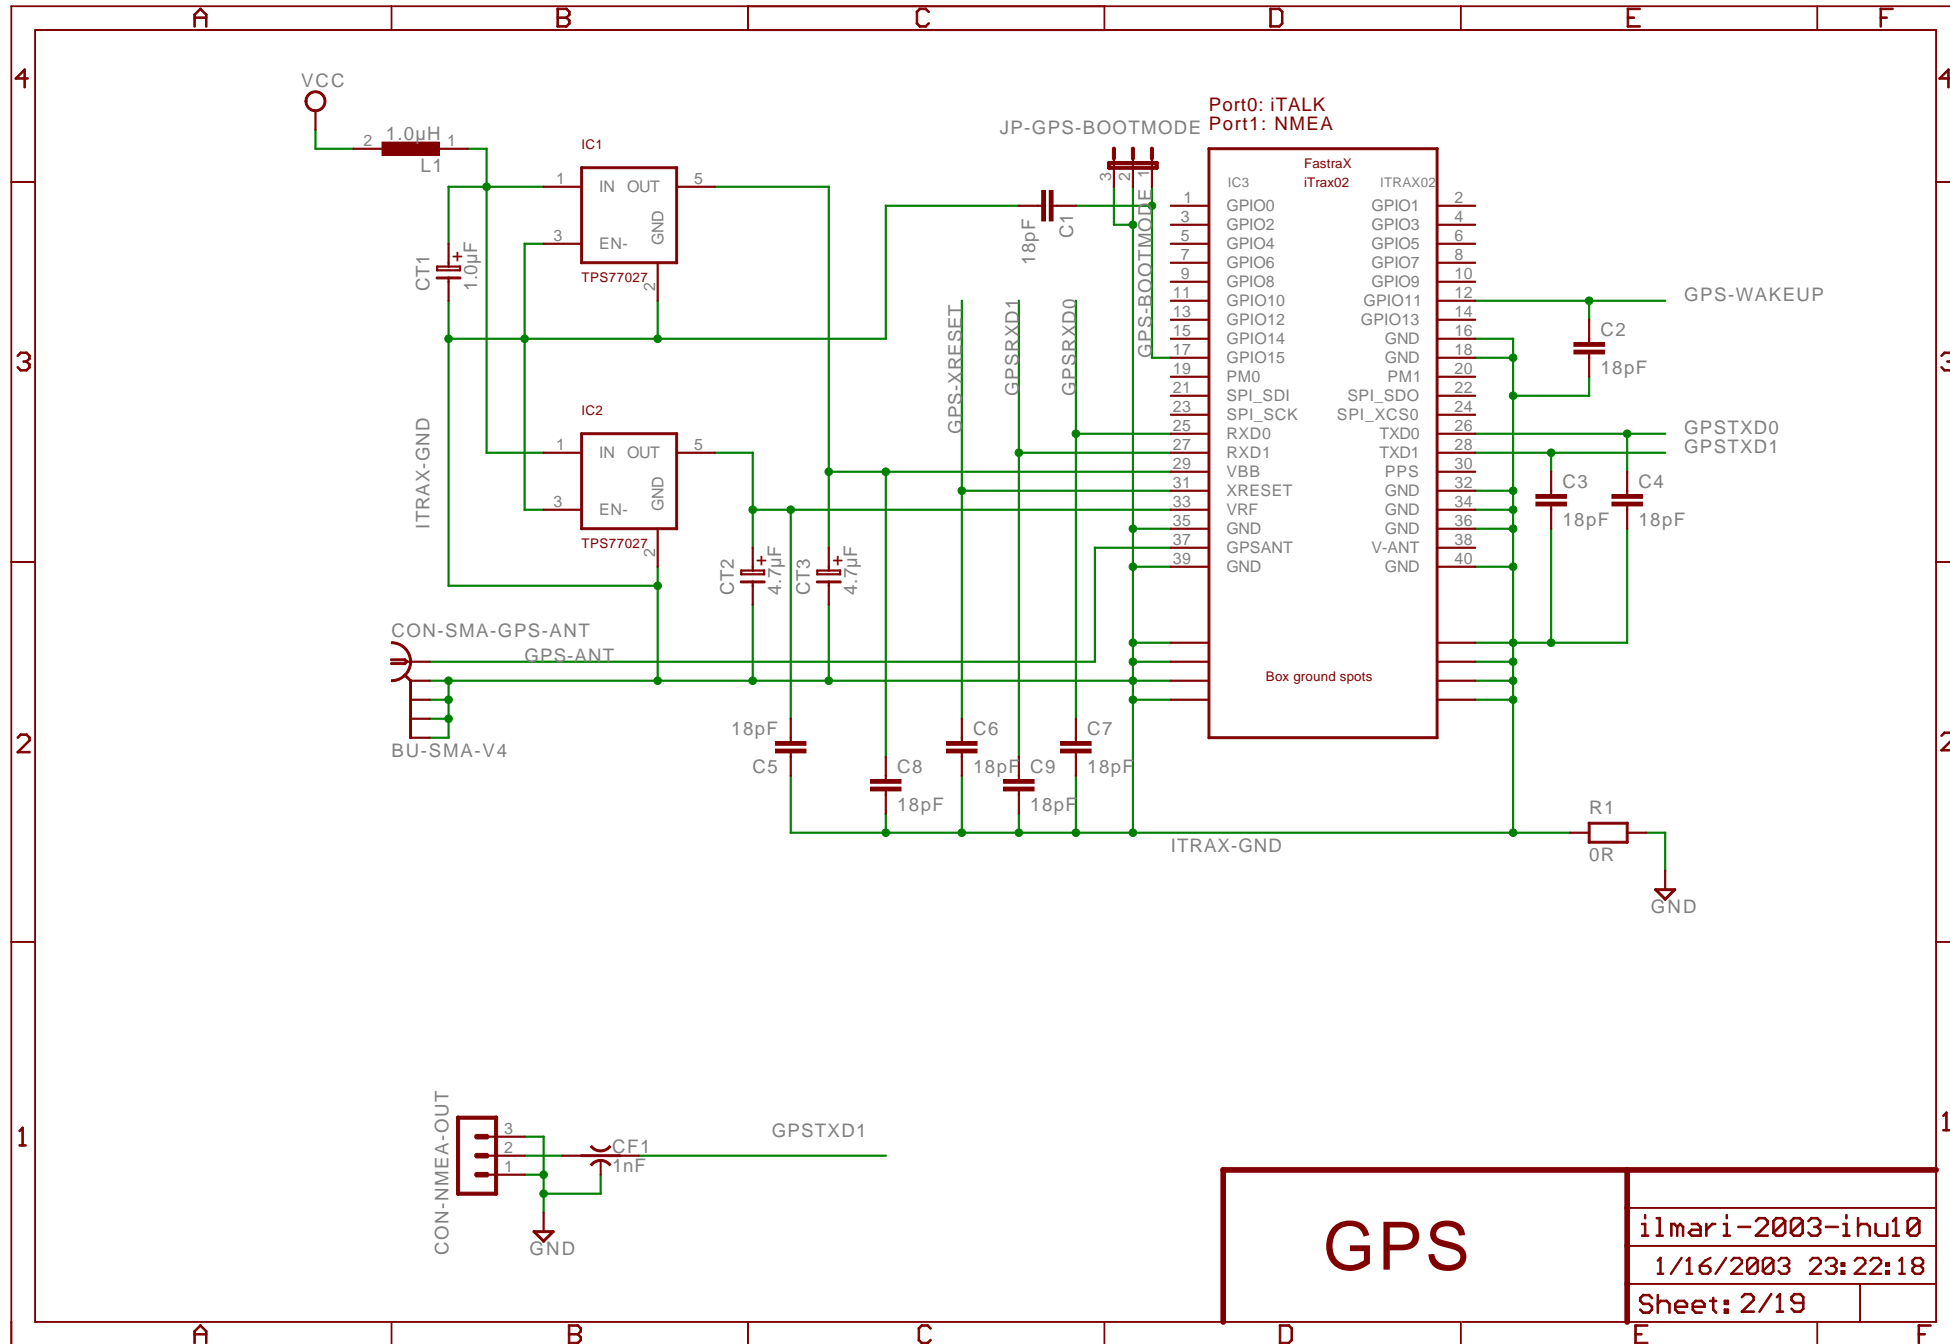 A B C D E F
4 4
VCC
1.0µH
2 1
L1
IC1
1 IN OUT 5
3 EN- GND
TPS77027
2
CT1
1.0µF
Port0: iTALK
Port1: NMEA
JP-GPS-BOOTMODE
3 2 1
GPS-BOOTMODE
18pF
C1
FastraX
IC3 iTrax02 ITRAX02
1 GPIO0 GPIO1 2
3 GPIO2 GPIO3 4
5 GPIO4 GPIO5 6
7 GPIO6 GPIO7 8
9 GPIO8 GPIO9 10
11 GPIO10 GPIO11 12
13 GPIO12 GPIO13 14
15 GPIO14 GND 16
17 GPIO15 GND 18
19 PM0 PM1 20
21 SPI_SDI SPI_SDO 22
23 SPI_SCK SPI_XCS0 24
25 RXD0 TXD0 26
27 RXD1 TXD1 28
29 VBB PPS 30
31 XRESET GND 32
33 VRF GND 34
35 GND GND 36
37 GPSANT V-ANT 38
39 GND GND 40
Box ground spots
GPS-WAKEUP
C2
18pF
GPSTXD0
GPSTXD1
C3
18pF
C4
18pF
3 3
GPS-XRESET
GPSRXD1
GPSRXD0
ITRAX-GND
IC2
1 IN OUT 5
3 EN- GND
TPS77027
2
CT2
4.7µF
CT3
4.7µF
CON-SMA-GPS-ANT
GPS-ANT
BU-SMA-V4
2 2
18pF
C5
C8
18pF
C6
18pF
C9
18pF
C7
18pF
ITRAX-GND
R1
0R
GND
1 1
CON-NMEA-OUT
3
2
1
CF1
1nF
GPSTXD1
GND
GPS
ilmari-2003-ihu10
1/16/2003 23:22:18
Sheet: 2/19
A B C D E F